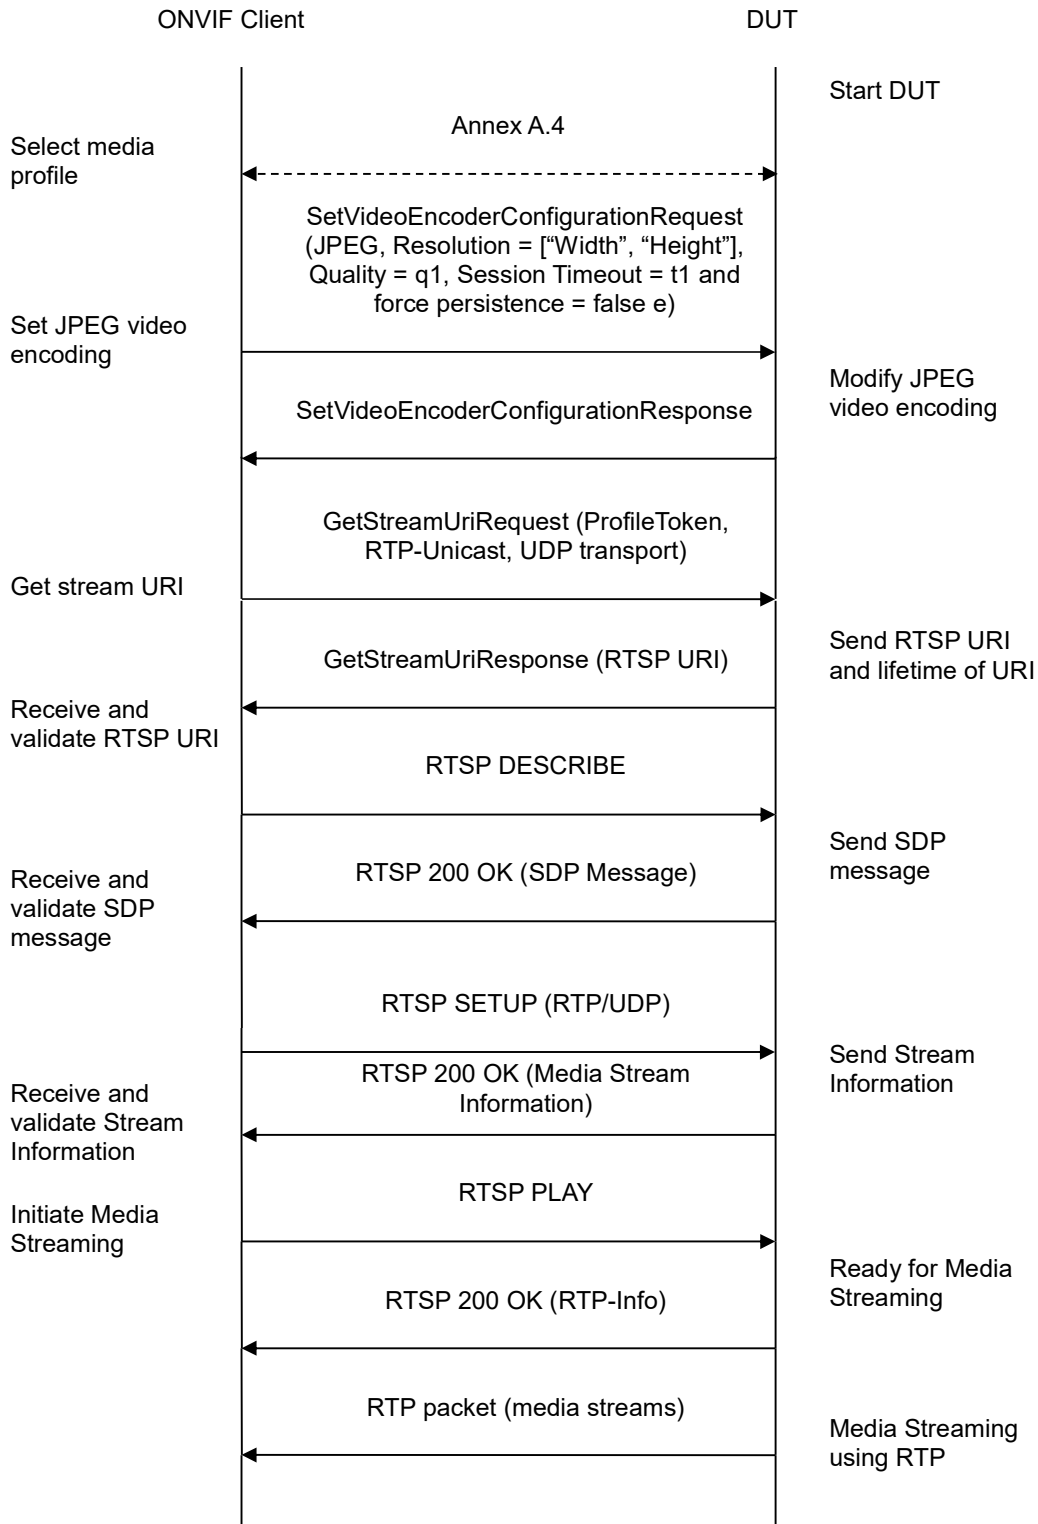 ONVIF Client
DUT
Start DUT
Annex A.4
Select media
profile
SetVideoEncoderConfigurationRequest
(JPEG, Resolution = [“Width”, “Height”],
Quality = q1, Session Timeout = t1 and
force persistence = false e)
Set JPEG video
encoding
Modify JPEG
video encoding
SetVideoEncoderConfigurationResponse
GetStreamUriRequest (ProfileToken,
RTP-Unicast, UDP transport)
Get stream URI
Send RTSP URI
and lifetime of URI
GetStreamUriResponse (RTSP URI)
Receive and
validate RTSP URI
RTSP DESCRIBE
Send SDP
message
RTSP 200 OK (SDP Message)
Receive and
validate SDP
message
RTSP SETUP (RTP/UDP)
Send Stream
Information
RTSP 200 OK (Media Stream
Information)
Receive and
validate Stream
Information
RTSP PLAY
Initiate Media
Streaming
Ready for Media
Streaming
RTSP 200 OK (RTP-Info)
RTP packet (media streams)
Media Streaming
using RTP